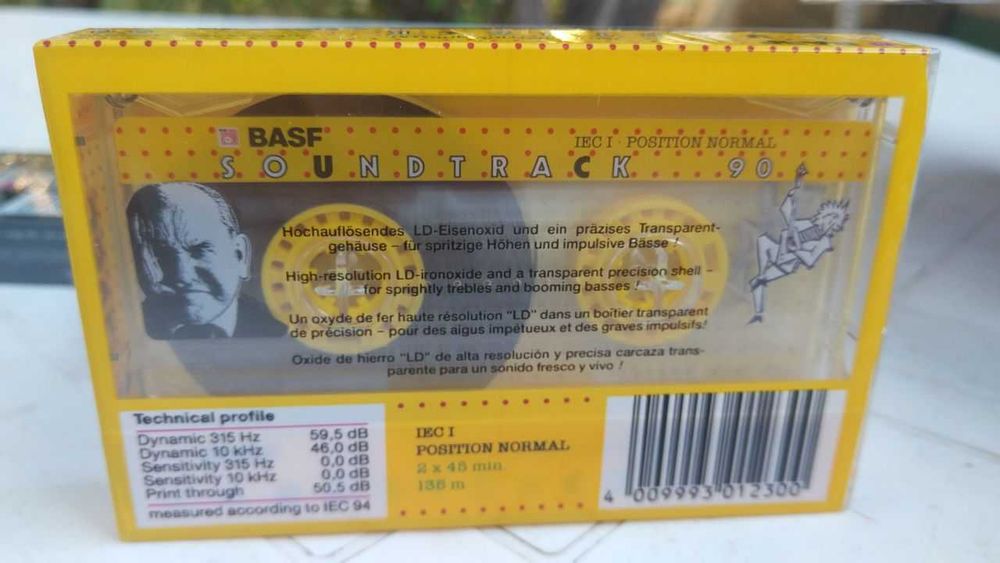 BASF
IEC I · POSITION NORMAL
SOUNDTRACK 90
Hochauflösendes LD-Eisenoxid und ein präzises Transparent-
gehäuse – für spritzige Höhen und impulsive Bässe !
High-resolution LD-ironoxide and a transparent precision shell –
for sprightly trebles and booming basses !
Un oxyde de fer haute résolution "LD" dans un boîtier transparent
de précision – pour des aigus impétueux et des graves impulsifs!
Oxide de hierro "LD" de alta resolución y precisa carcaza trans-
parente para un sonido fresco y vivo !
Technical profile
Dynamic 315 Hz 59,5 dB
Dynamic 10 kHz 46,0 dB
Sensitivity 315 Hz 0,0 dB
Sensitivity 10 kHz 0,0 dB
Print through 50.5 dB
measured according to IEC 94
IEC I
POSITION NORMAL
2 x 45 min
135 m
4 009993 012300